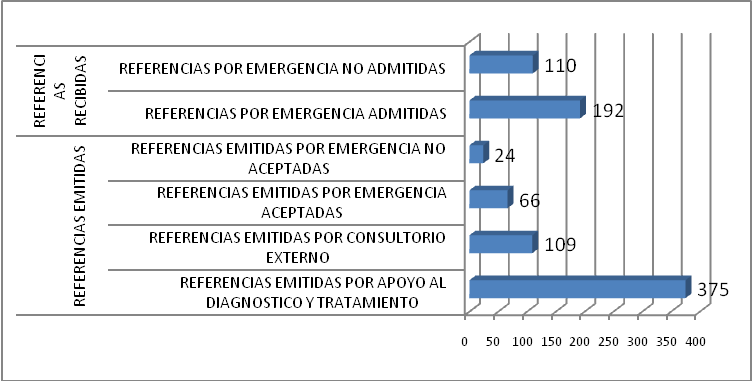 REFERENCI
AS
RECIBIDAS
REFERENCIAS POR EMERGENCIA NO ADMITIDAS
110
REFERENCIAS POR EMERGENCIA ADMITIDAS
192
REFERENCIAS EMITIDAS
REFERENCIAS EMITIDAS POR EMERGENCIA NO
ACEPTADAS
24
REFERENCIAS EMITIDAS POR EMERGENCIA
ACEPTADAS
66
REFERENCIAS EMITIDAS POR CONSULTORIO
EXTERNO
109
REFERENCIAS EMITIDAS POR APOYO AL
DIAGNOSTICO Y TRATAMIENTO
375
0 50 100 150 200 250 300 350 400